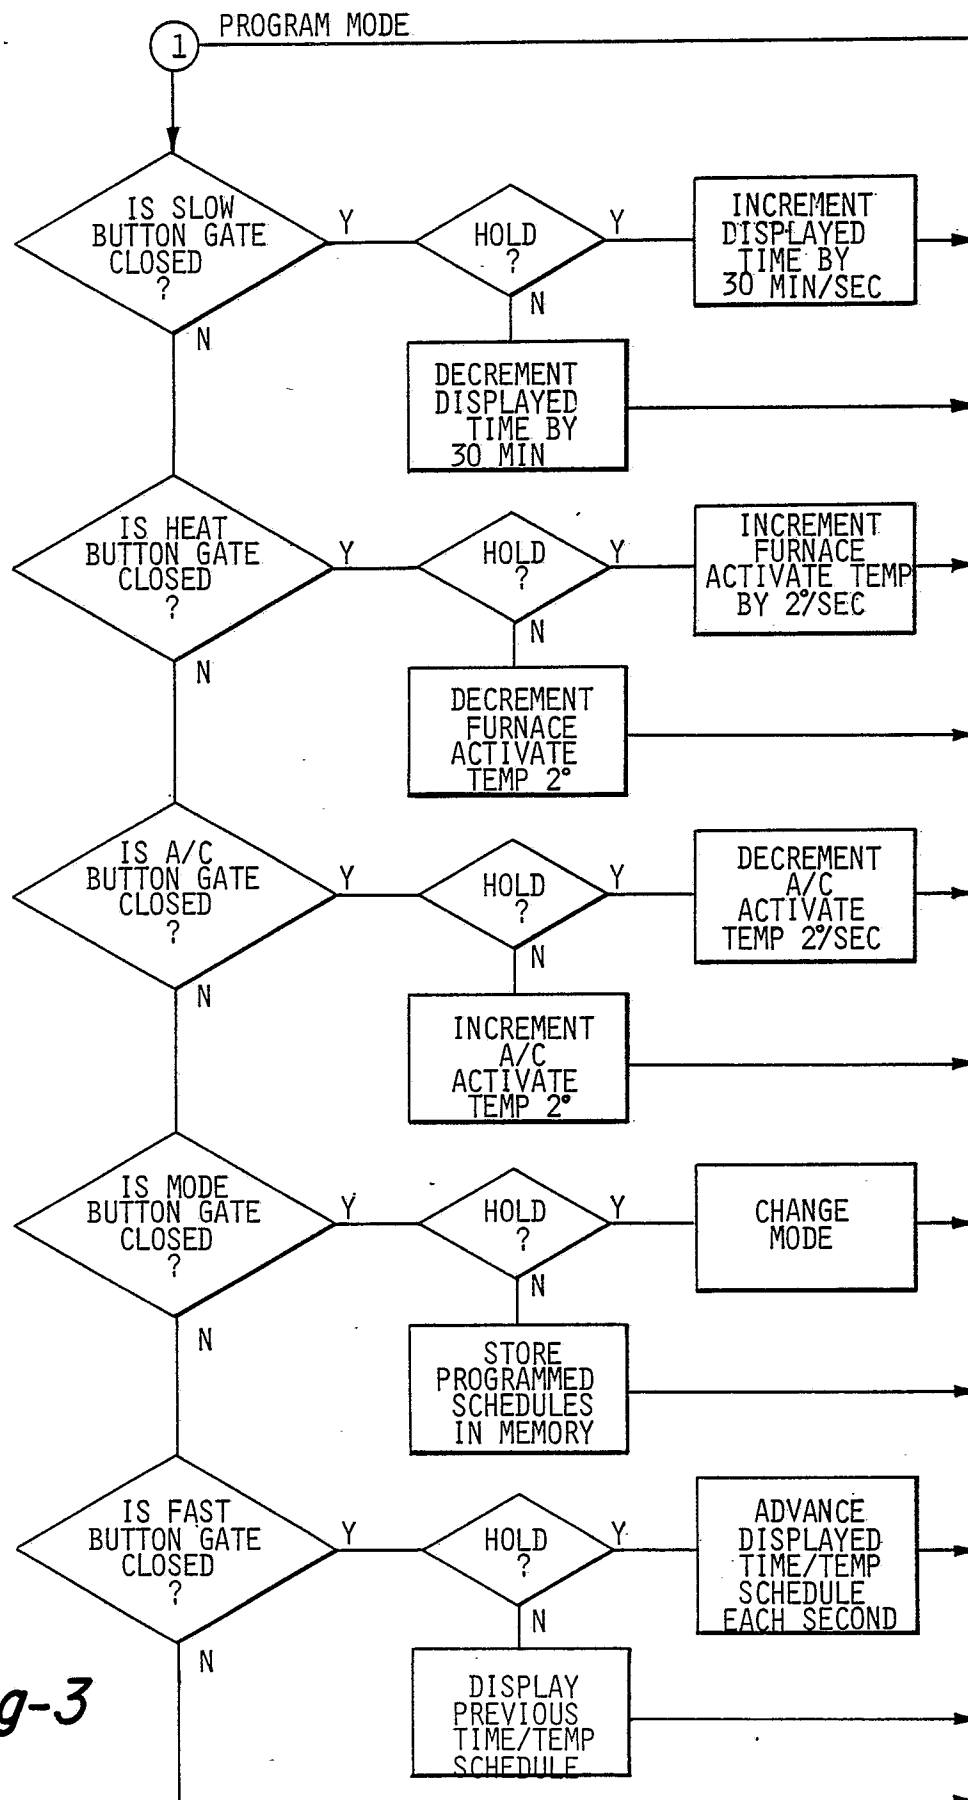 PROGRAM MODE
1
IS SLOW
BUTTON GATE
CLOSED
?
Y
N
HOLD
?
Y
N
INCREMENT
DISPLAYED
TIME BY
30 MIN/SEC
DECREMENT
DISPLAYED
TIME BY
30 MIN
IS HEAT
BUTTON GATE
CLOSED
?
Y
N
HOLD
?
Y
N
INCREMENT
FURNACE
ACTIVATE TEMP
BY 2°/SEC
DECREMENT
FURNACE
ACTIVATE
TEMP 2°
IS A/C
BUTTON GATE
CLOSED
?
Y
N
HOLD
?
Y
N
DECREMENT
A/C
ACTIVATE
TEMP 2°/SEC
INCREMENT
A/C
ACTIVATE
TEMP 2°
IS MODE
BUTTON GATE
CLOSED
?
Y
N
HOLD
?
Y
N
CHANGE
MODE
STORE
PROGRAMMED
SCHEDULES
IN MEMORY
IS FAST
BUTTON GATE
CLOSED
?
Y
N
HOLD
?
Y
N
ADVANCE
DISPLAYED
TIME/TEMP
SCHEDULE
EACH SECOND
DISPLAY
PREVIOUS
TIME/TEMP
SCHEDULE
g-3